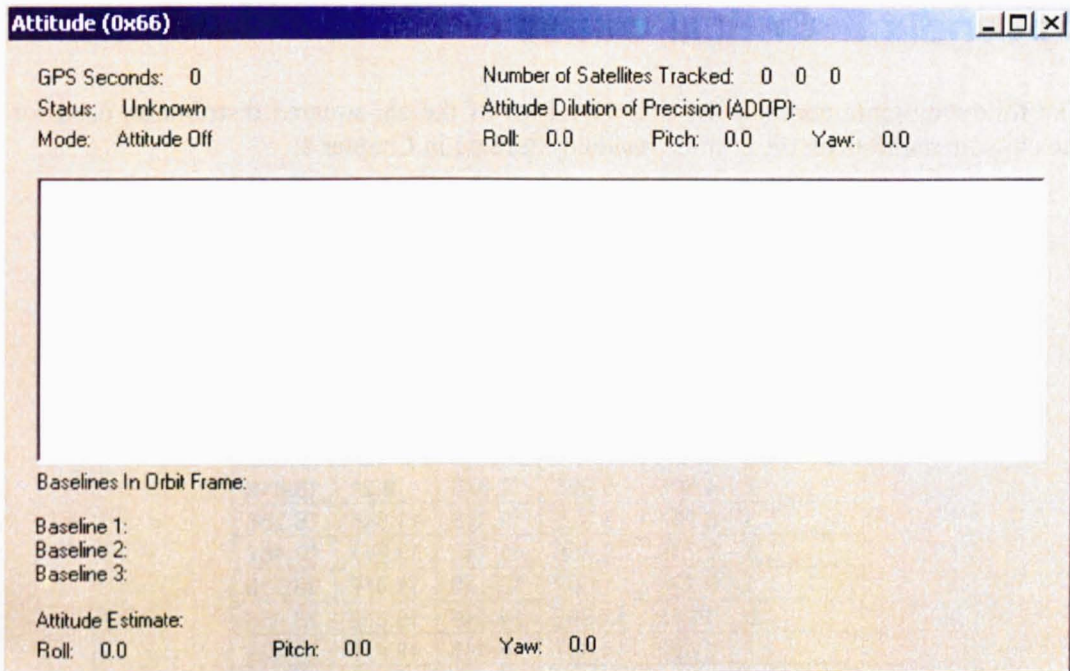 Attitude (0x66)
GPS Seconds: 0
Number of Satellites Tracked: 0 0 0
Status: Unknown
Attitude Dilution of Precision (ADOP):
Mode: Attitude Off
Roll: 0.0 Pitch: 0.0 Yaw: 0.0
Baselines In Orbit Frame:
Baseline 1:
Baseline 2:
Baseline 3:
Attitude Estimate:
Roll: 0.0 Pitch: 0.0 Yaw: 0.0